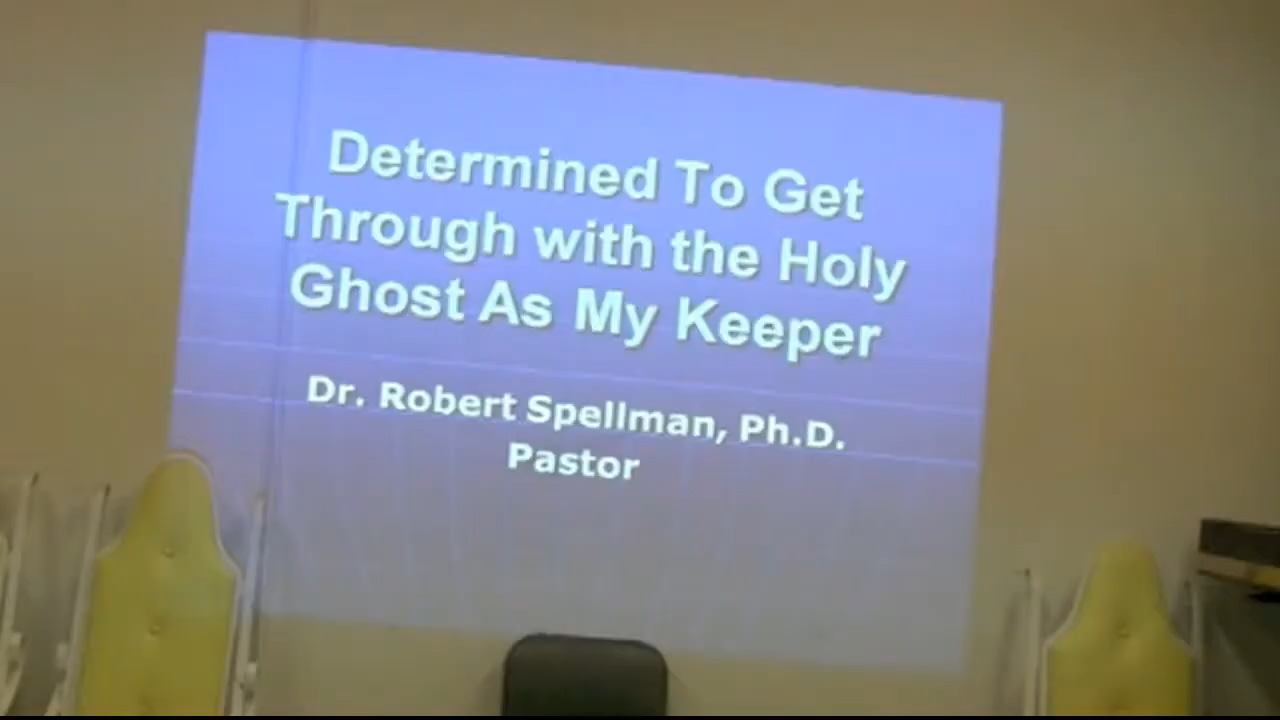 Determined To Get
Through with the Holy
Ghost As My Keeper
Dr. Robert Spellman, Ph.D.
Pastor